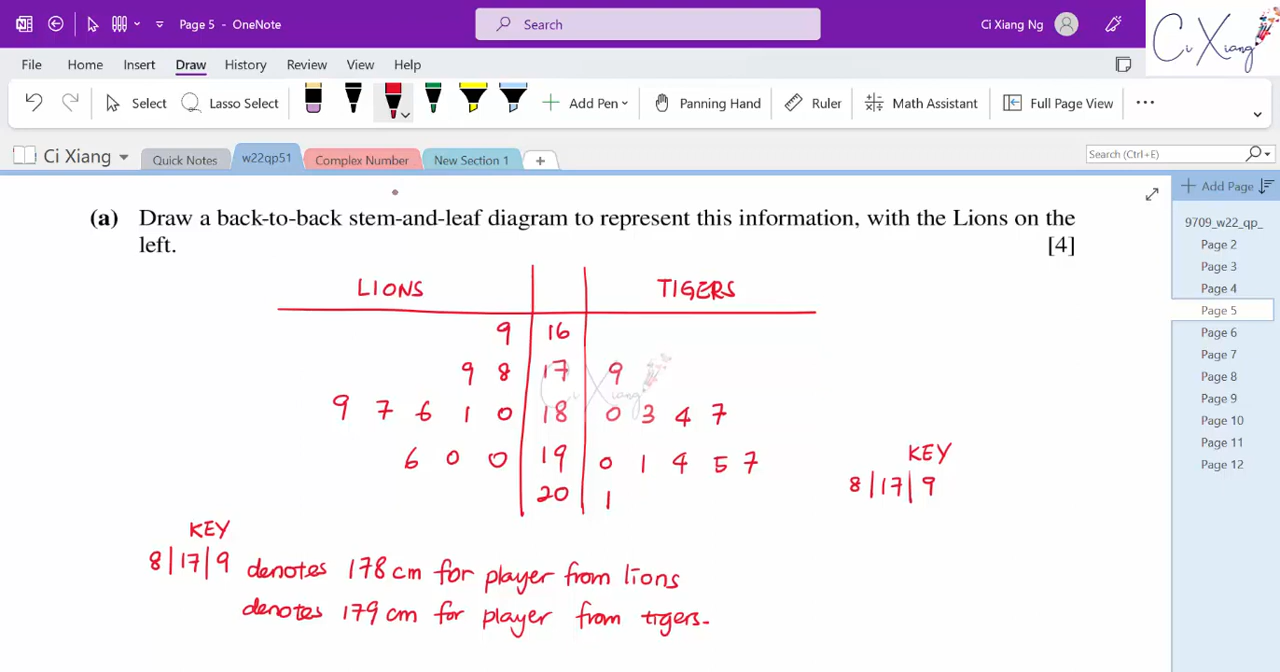 Page 5 - OneNote
Search
Ci Xiang Ng
Ci Xiang
File Home Insert Draw History Review View Help
Select Lasso Select Add Pen Panning Hand Ruler Math Assistant Full Page View
Ci Xiang Quick Notes w22qp51 Complex Number New Section 1 +
Search (Ctrl+E)
Add Page
9709_w22_qp_
Page 2
Page 3
Page 4
Page 5
Page 6
Page 7
Page 8
Page 9
Page 10
Page 11
Page 12
(a) Draw a back-to-back stem-and-leaf diagram to represent this information, with the Lions on the
left. [4]
LIONS TIGERS
9 | 16 |
9 8 | 17 | 9
9 7 6 1 0 | 18 | 0 3 4 7
6 0 0 | 19 | 0 1 4 5 7
| 20 | 1
Ci Xiang
KEY
8|17|9
KEY
8|17|9 denotes 178 cm for player from lions
denotes 179 cm for player from tigers.